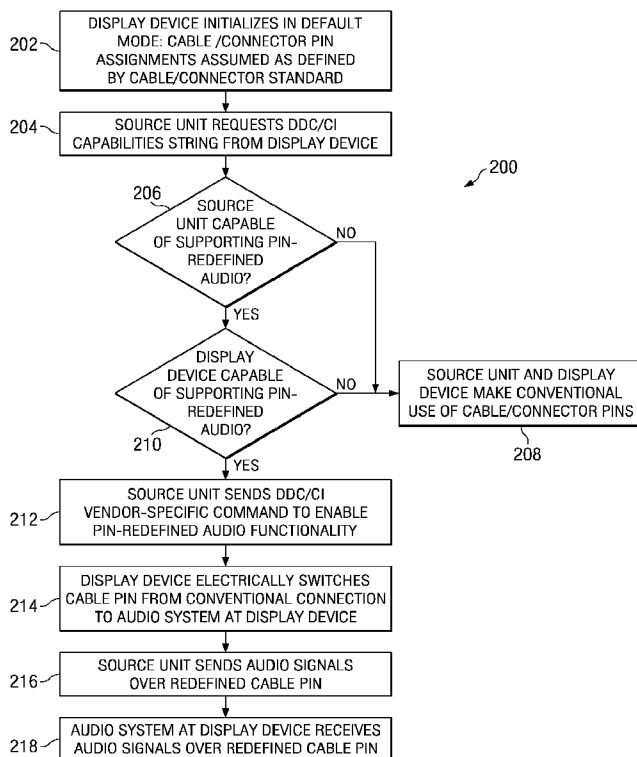 202
DISPLAY DEVICE INITIALIZES IN DEFAULT
MODE: CABLE /CONNECTOR PIN
ASSIGNMENTS ASSUMED AS DEFINED
BY CABLE/CONNECTOR STANDARD
204
SOURCE UNIT REQUESTS DDC/CI
CAPABILITIES STRING FROM DISPLAY DEVICE
200
206
SOURCE
UNIT CAPABLE
OF SUPPORTING PIN-
REDEFINED
AUDIO?
NO
YES
DISPLAY
DEVICE CAPABLE
OF SUPPORTING PIN-
REDEFINED
AUDIO?
210
NO
YES
SOURCE UNIT AND DISPLAY
DEVICE MAKE CONVENTIONAL
USE OF CABLE/CONNECTOR PINS
208
212
SOURCE UNIT SENDS DDC/CI
VENDOR-SPECIFIC COMMAND TO ENABLE
PIN-REDEFINED AUDIO FUNCTIONALITY
214
DISPLAY DEVICE ELECTRICALLY SWITCHES
CABLE PIN FROM CONVENTIONAL CONNECTION
TO AUDIO SYSTEM AT DISPLAY DEVICE
216
SOURCE UNIT SENDS AUDIO SIGNALS
OVER REDEFINED CABLE PIN
218
AUDIO SYSTEM AT DISPLAY DEVICE RECEIVES
AUDIO SIGNALS OVER REDEFINED CABLE PIN